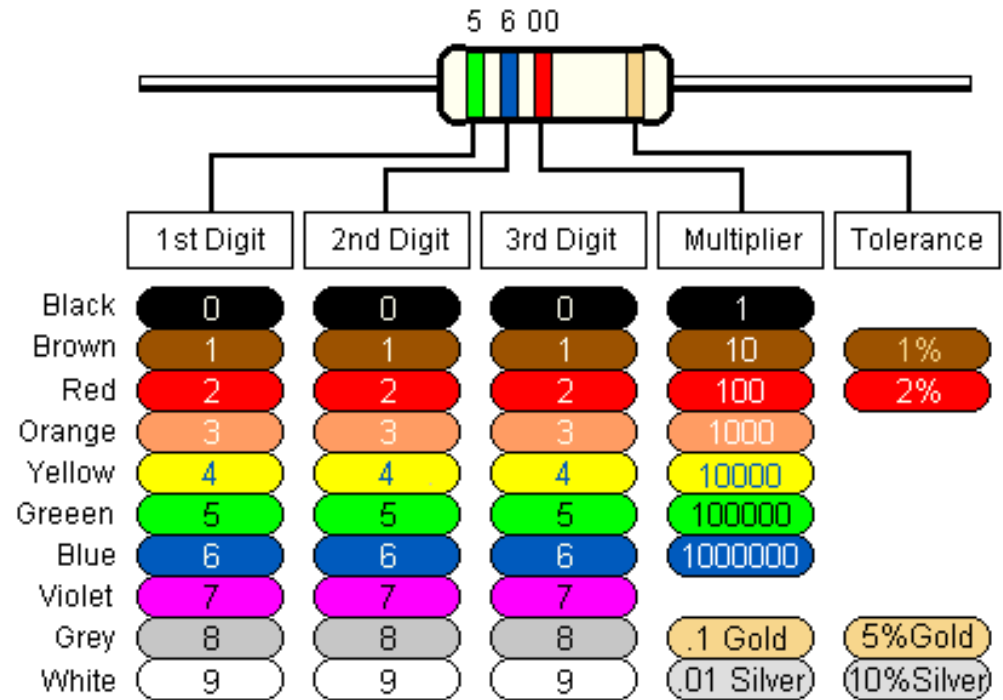 5 6 00
1st Digit 2nd Digit 3rd Digit Multiplier Tolerance
Black 0 0 0 1
Brown 1 1 1 10 1%
Red 2 2 2 100 2%
Orange 3 3 3 1000
Yellow 4 4 4 10000
Greeen 5 5 5 100000
Blue 6 6 6 1000000
Violet 7 7 7
Grey 8 8 8 .1 Gold 5%Gold
White 9 9 9 .01 Silver 10%Silver